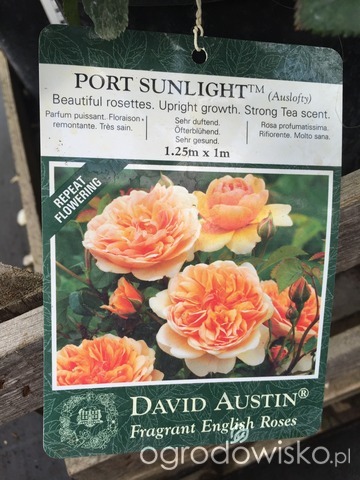 PORT SUNLIGHT™ (Auslofty)
Beautiful rosettes. Upright growth. Strong Tea scent.
Parfum puissant. Floraison
remontante. Très sain.
Sehr duftend.
Öfterblühend.
Sehr gesund.
Rosa profumatissima.
Rifiorente. Molto sana.
1.25m x 1m
REPEAT
FLOWERING
DAVID AUSTIN®
Fragrant English Roses
ogrodowisko.pl